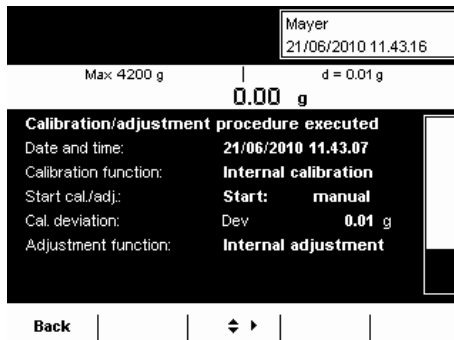 Mayer
21/06/2010 11.43.16
Max 4200 g d = 0.01 g
0.00 g
Calibration/adjustment procedure executed
Date and time: 21/06/2010 11.43.07
Calibration function: Internal calibration
Start cal./adj.: Start: manual
Cal. deviation: Dev 0.01 g
Adjustment function: Internal adjustment
Back